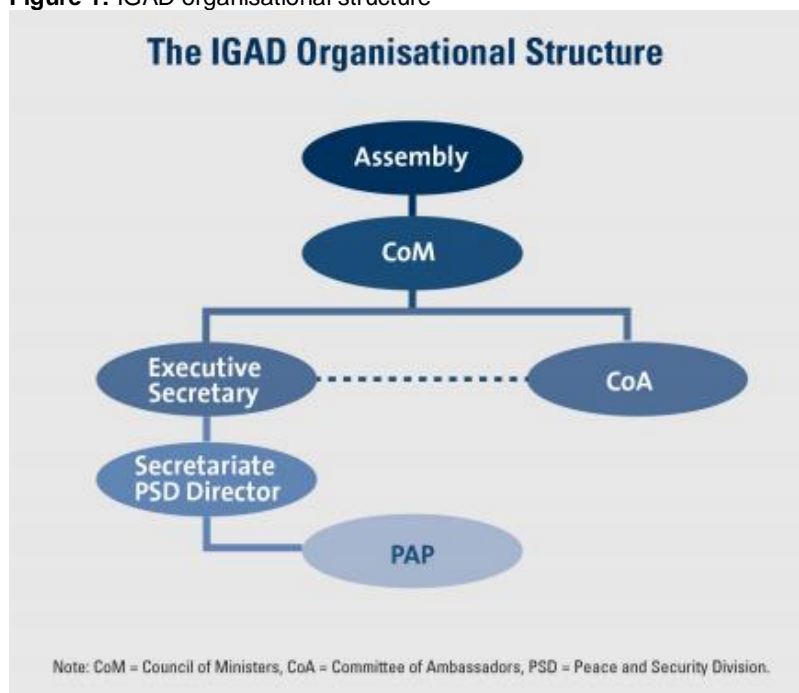 Figure 1: IGAD organisational structure
The IGAD Organisational Structure
Assembly
CoM
Executive
Secretary
CoA
Secretariate
PSD Director
PAP
Note: CoM = Council of Ministers, CoA = Committee of Ambassadors, PSD = Peace and Security Division.